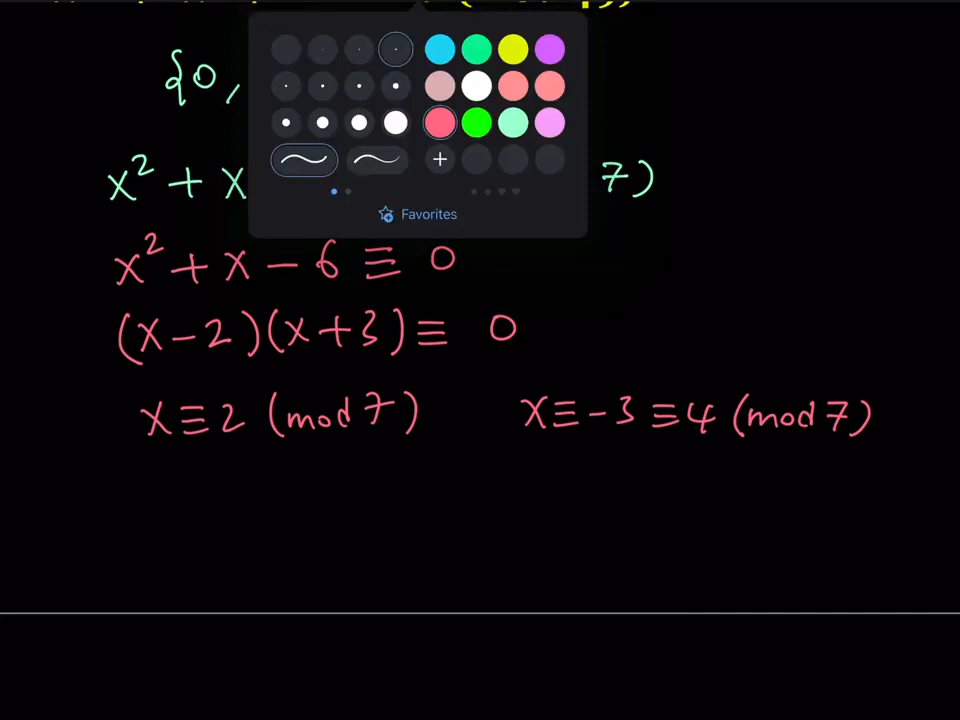 {0,
x² + x 7)
Favorites
x² + x − 6 ≡ 0
(x − 2)(x + 3) ≡ 0
x ≡ 2 (mod 7) x ≡ −3 ≡ 4 (mod 7)